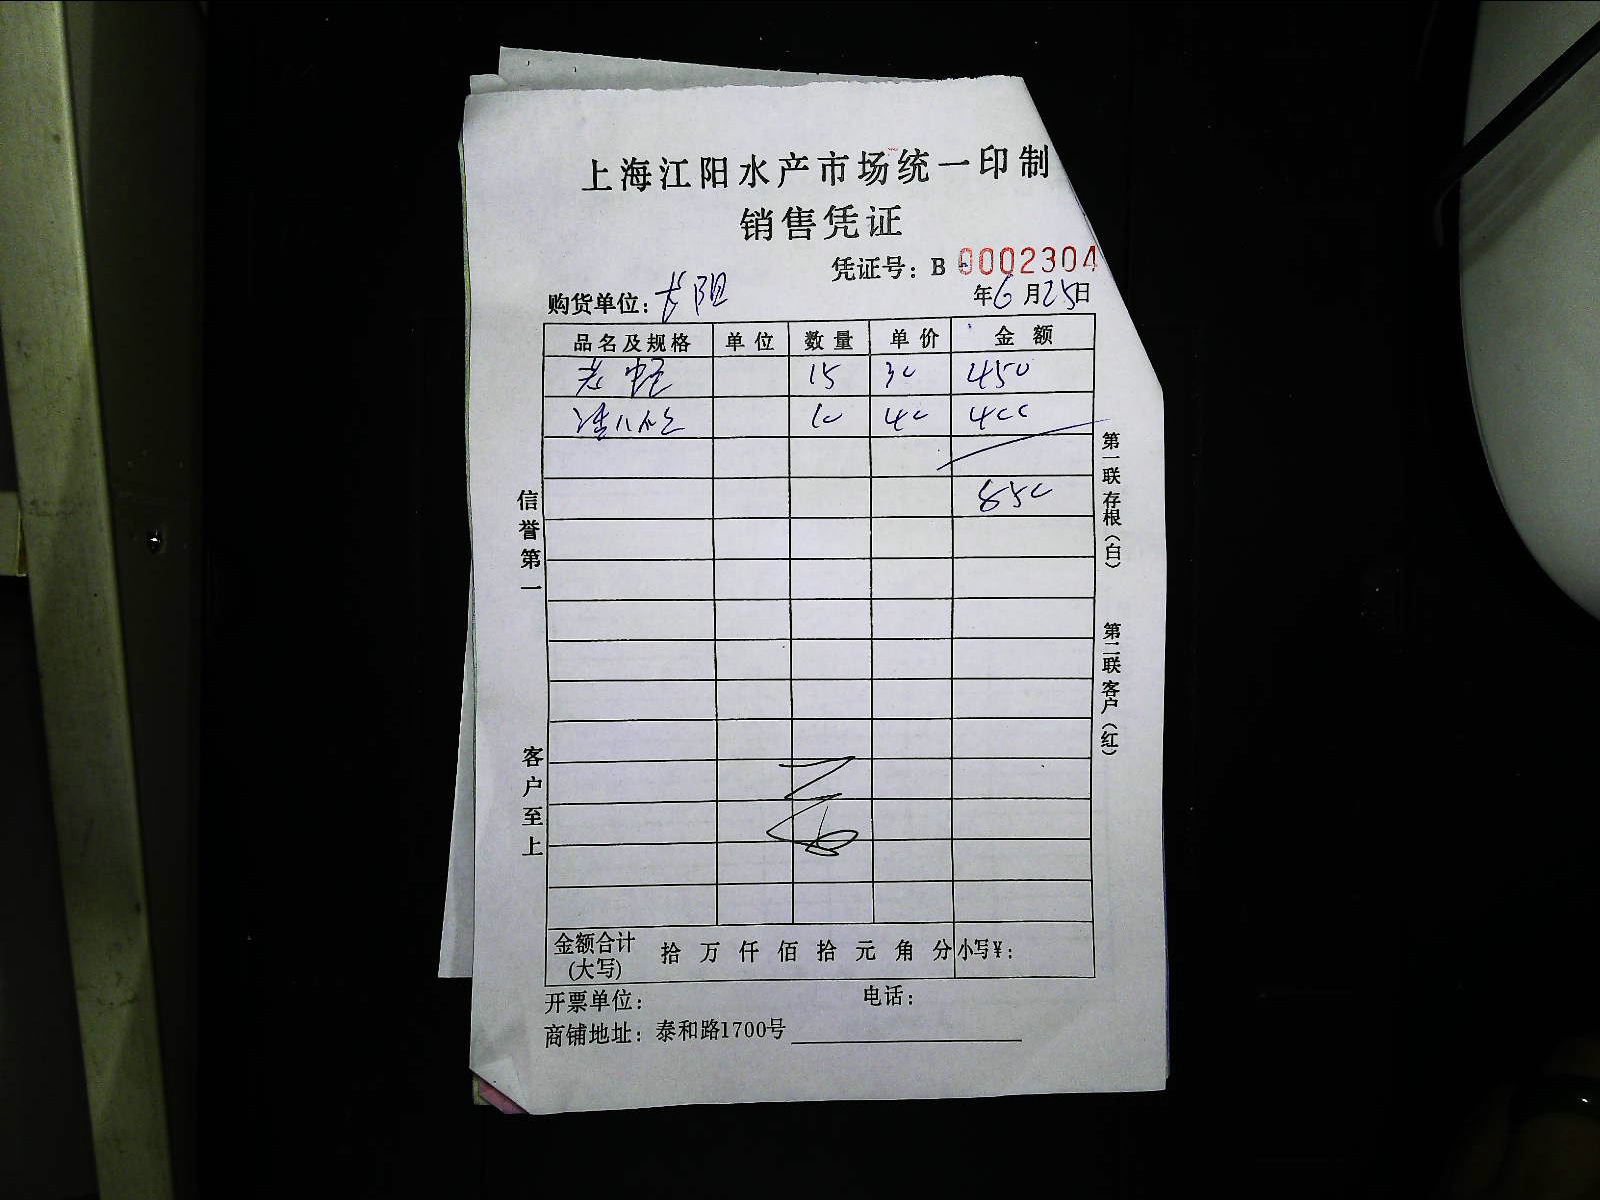 上海江阳水产市场统一印制
销售凭证
凭证号：B 0002304
购货单位： 年6月25日
品名及规格 单位 数量 单价 金额
15 30 450
10 40 400
850
信誉第一
客户至上
第一联存根（白）
第二联客户（红）
金额合计(大写) 拾万仟佰拾元角分 小写¥：
开票单位： 电话：
商铺地址：泰和路1700号